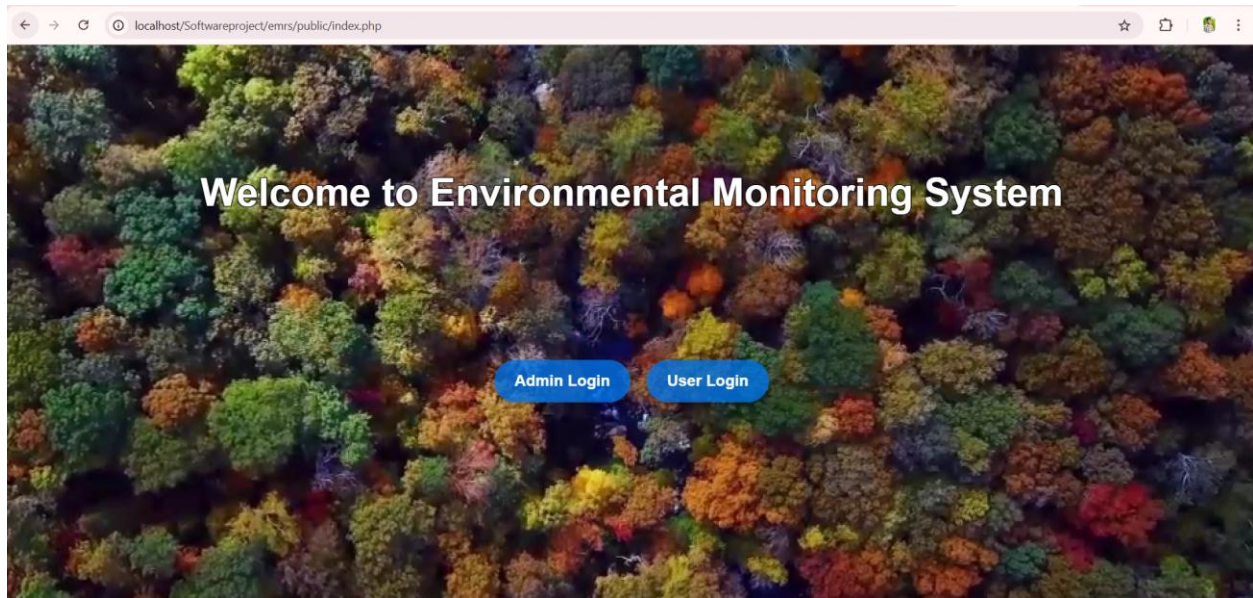 localhost/Softwareproject/emrs/public/index.php
Welcome to Environmental Monitoring System
Admin Login
User Login